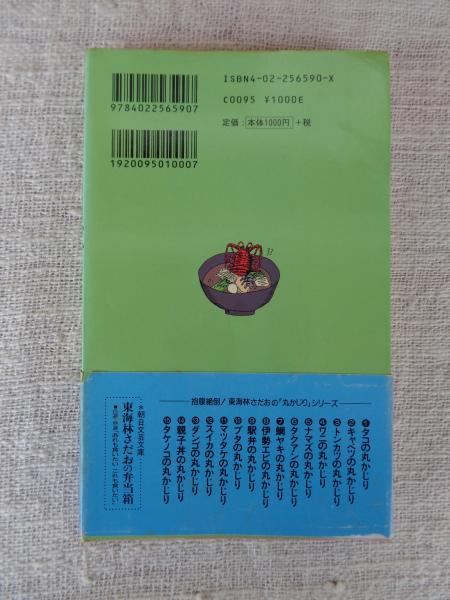 ISBN4-02-256590-X
C0095 ¥1000E
定価：本体1000円＋税
9784022565907
1920095010007
抱腹絶倒！東海林さだおの「丸かじり」シリーズ
①タコの丸かじり
②キャベツの丸かじり
③トンカツの丸かじり
④ワニの丸かじり
⑤ナマズの丸かじり
⑥タクアンの丸かじり
⑦鯛ヤキの丸かじり
⑧伊勢エビの丸かじり
⑨駅弁の丸かじり
⑩ブタの丸かじり
⑪マツタケの丸かじり
⑫スイカの丸かじり
⑬ダンゴの丸かじり
⑭親子丼の丸かじり
⑮タケノコの丸かじり
朝日文芸文庫
東海林さだおの弁当箱